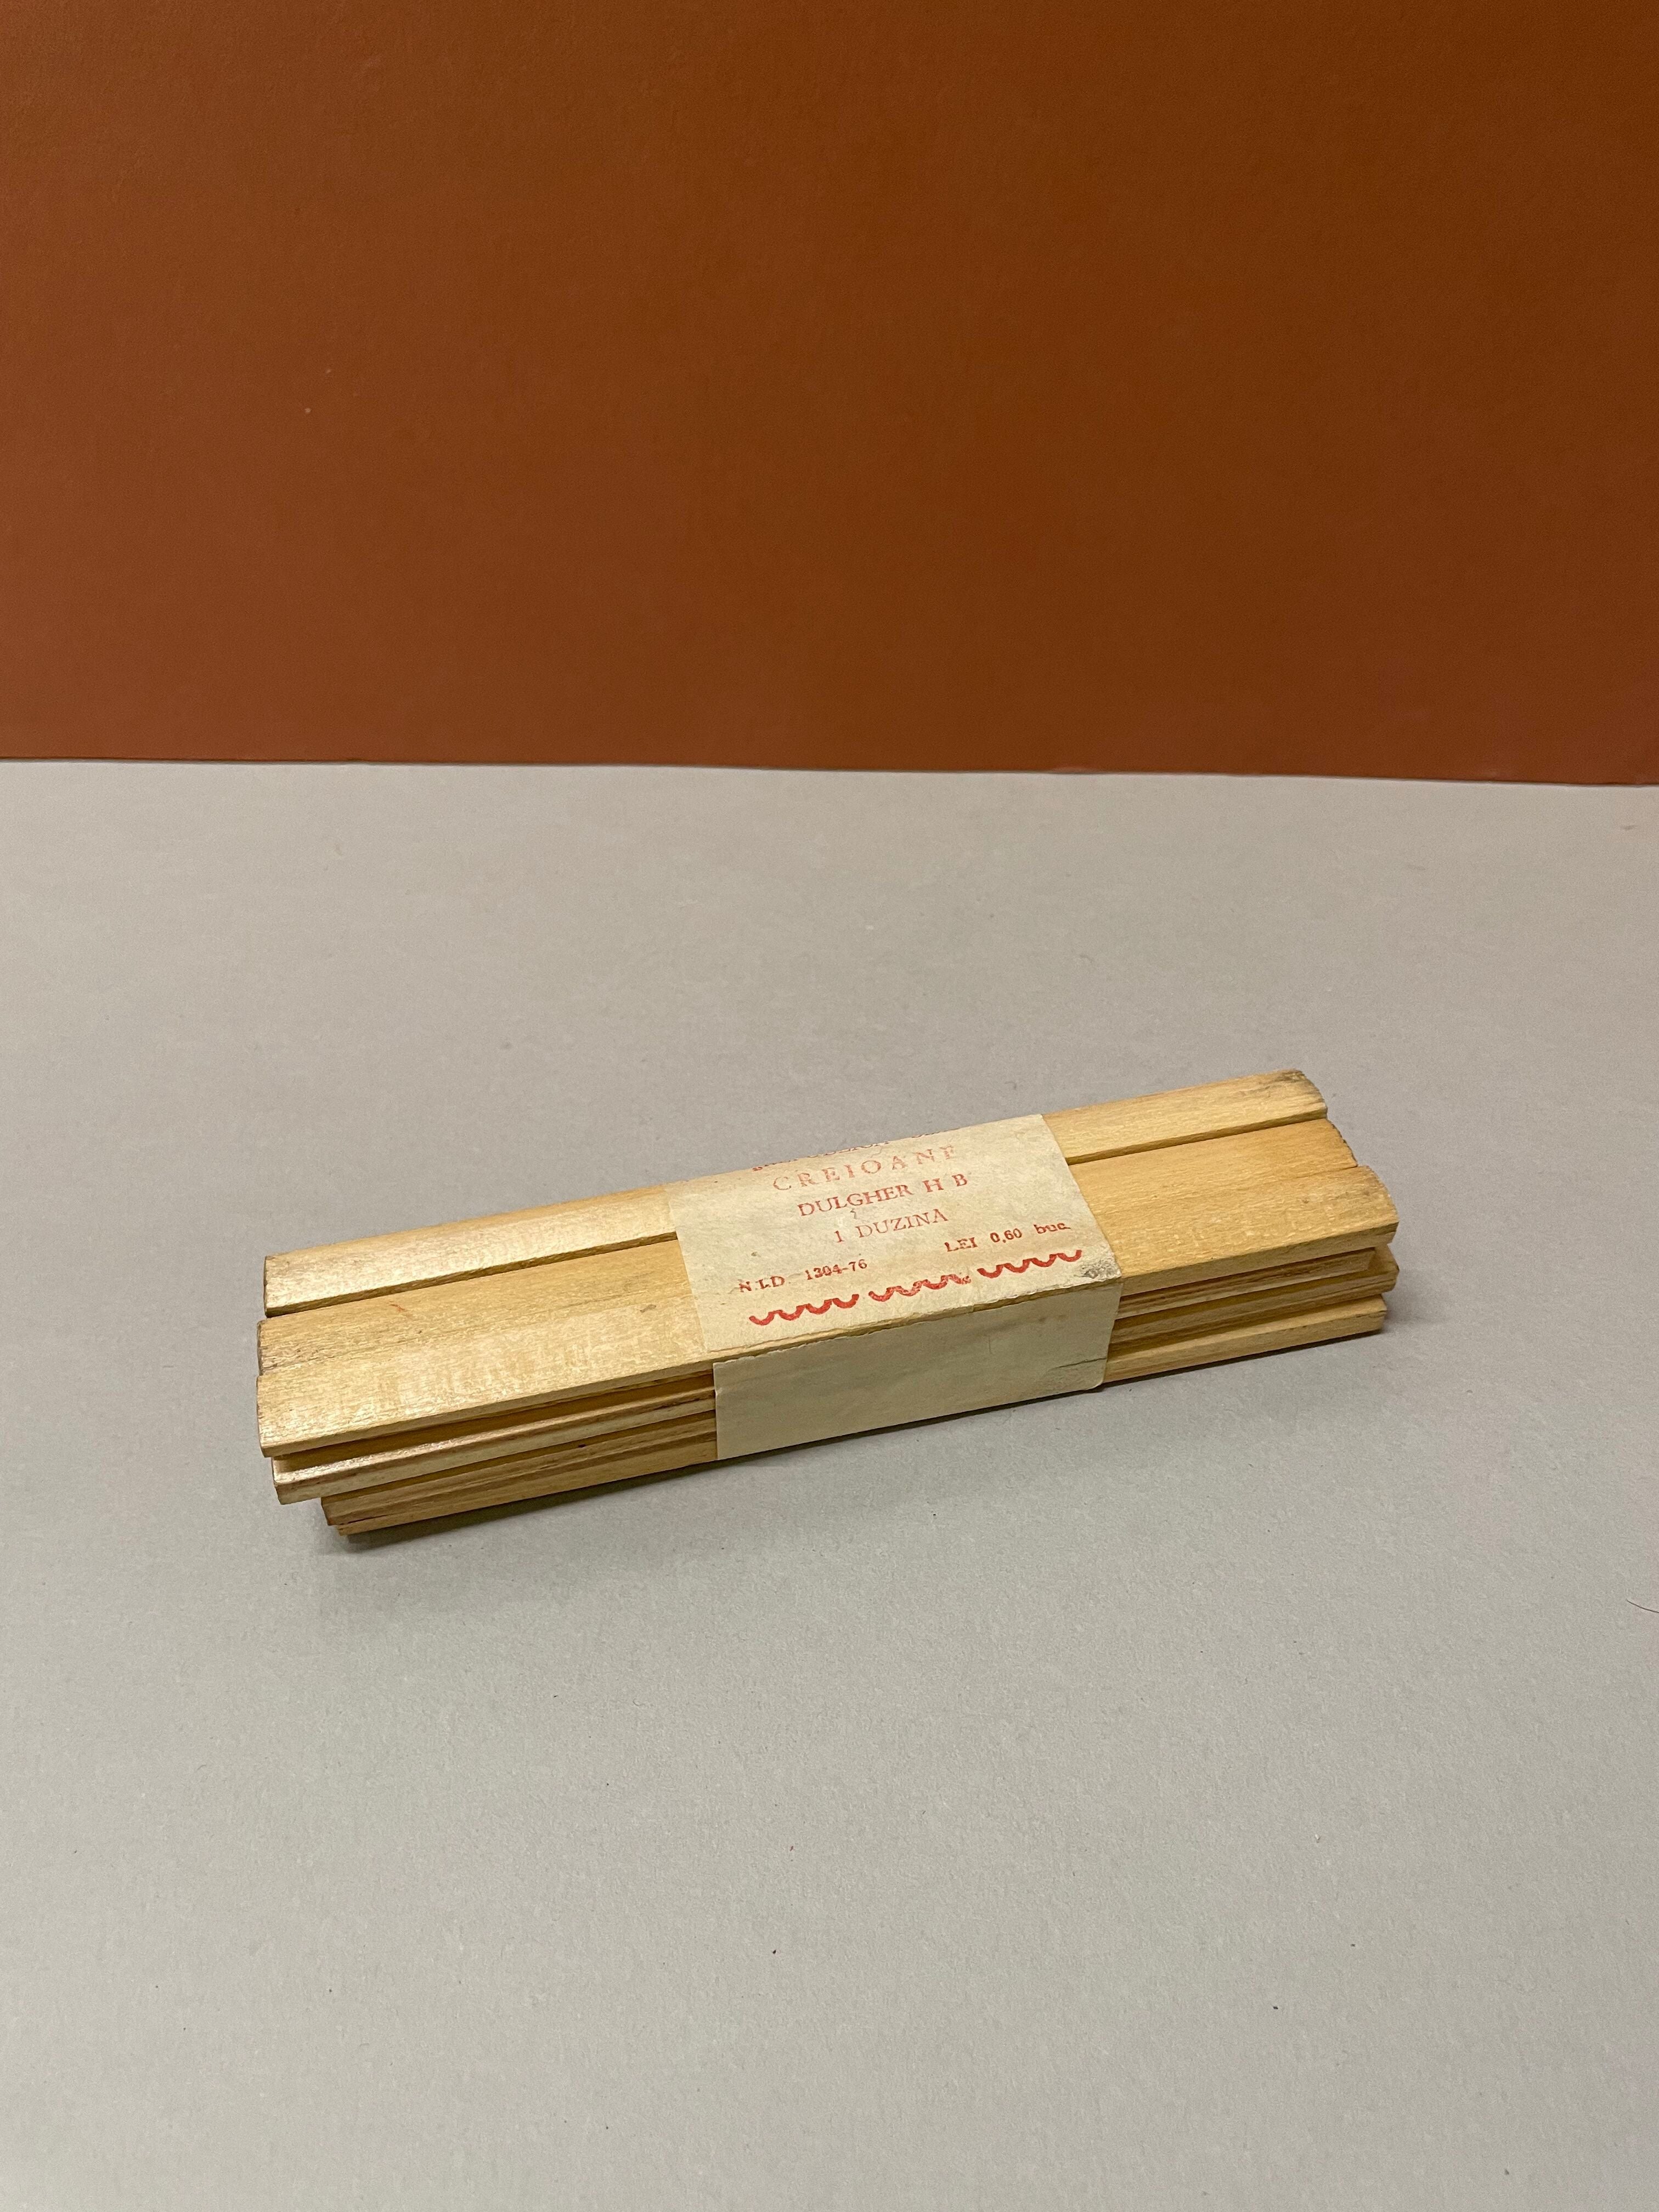 CREIOANE
DULGHER H B
1 DUZINA
N.I.D. 1304-76 LEI 0,60 buc.